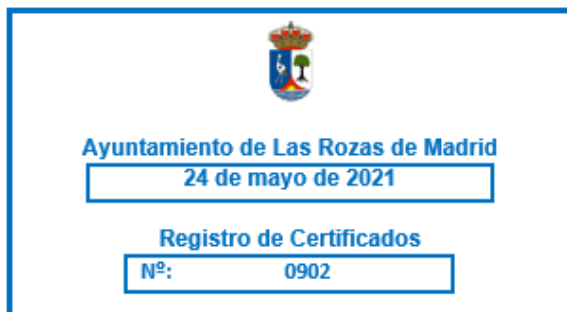 Ayuntamiento de Las Rozas de Madrid
24 de mayo de 2021
Registro de Certificados
Nº: 0902